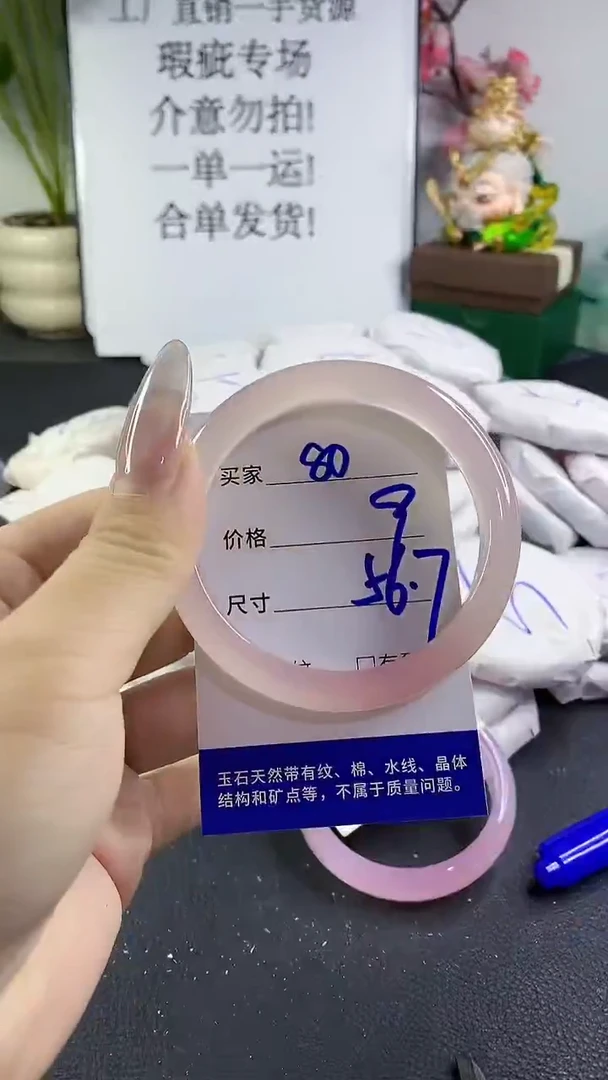 工厂直销一手货源
瑕疵专场
介意勿拍!
一单一运!
合单发货!
买家 80
价格 9
尺寸 56.7
玉石天然带有纹、棉、水线、晶体
结构和矿点等，不属于质量问题。